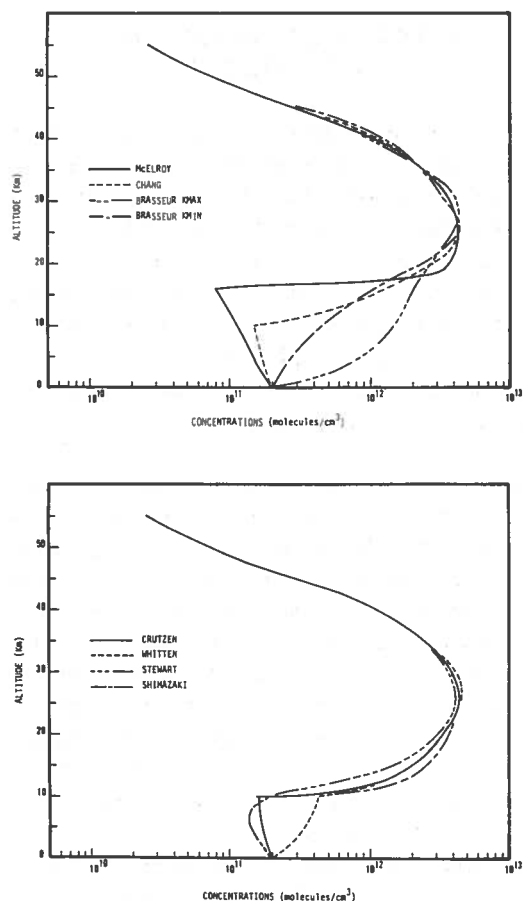 50
40
30
20
10
0
ALTITUDE (Km)
McELROY
CHANG
BRASSEUR KMAX
BRASSEUR KMIN
10^10
10^11
10^12
10^13
CONCENTRATIONS (molecules/cm^3)
50
40
30
20
10
0
ALTITUDE (Km)
CRUTZEN
WHITTEN
STEWART
SHIMAZAKI
10^10
10^11
10^12
10^13
CONCENTRATIONS (molecules/cm^3)